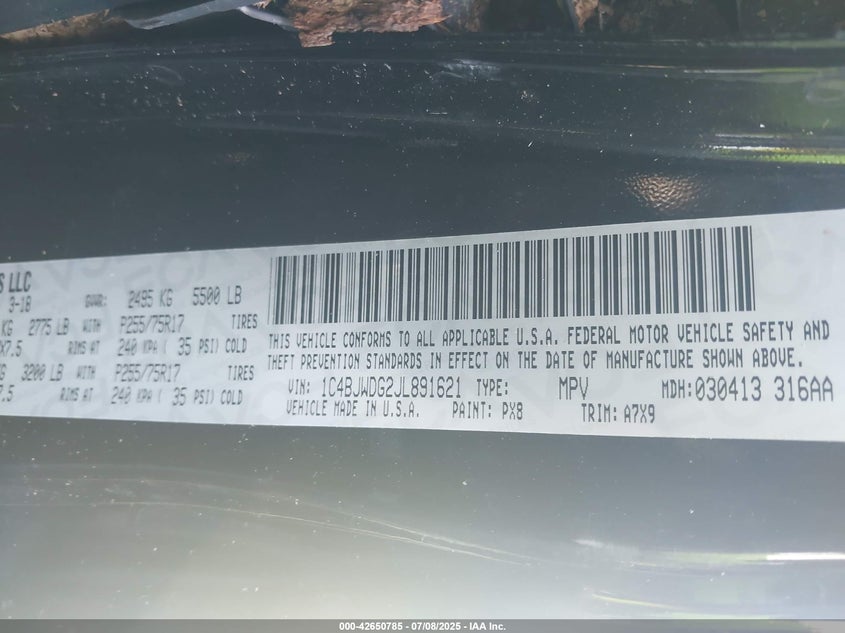 S LLC
3-18 GVWR: 2495 KG 5500 LB
KG 2775 LB WITH P255/75R17 TIRES
X7.5 RIMS AT 240 KPA ( 35 PSI) COLD
KG 3200 LB WITH P255/75R17 TIRES
7.5 RIMS AT 240 KPA ( 35 PSI) COLD
THIS VEHICLE CONFORMS TO ALL APPLICABLE U.S.A. FEDERAL MOTOR VEHICLE SAFETY AND
THEFT PREVENTION STANDARDS IN EFFECT ON THE DATE OF MANUFACTURE SHOWN ABOVE.
VIN: 1C4BJWDG2JL891621 TYPE: MPV MDH:030413 316AA
VEHICLE MADE IN U.S.A. PAINT: PX8 TRIM: A7X9
000-42650785 - 07/08/2025 - IAA Inc.